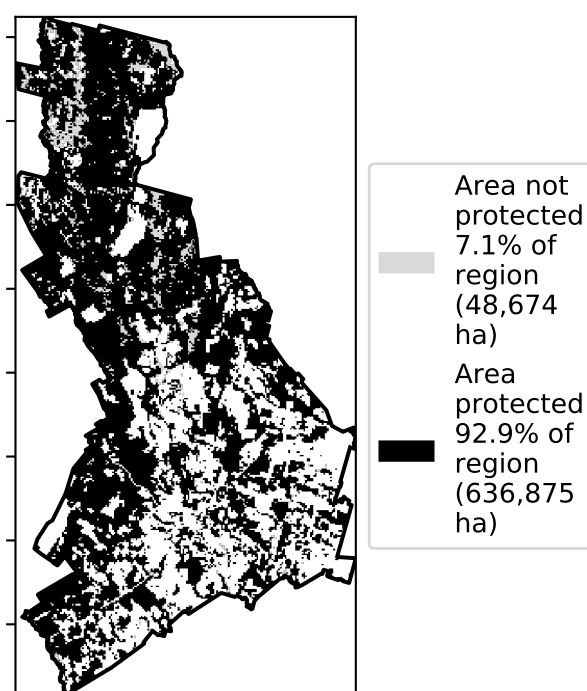 Area not
protected
7.1% of
region
(48,674
ha)
Area
protected
92.9% of
region
(636,875
ha)